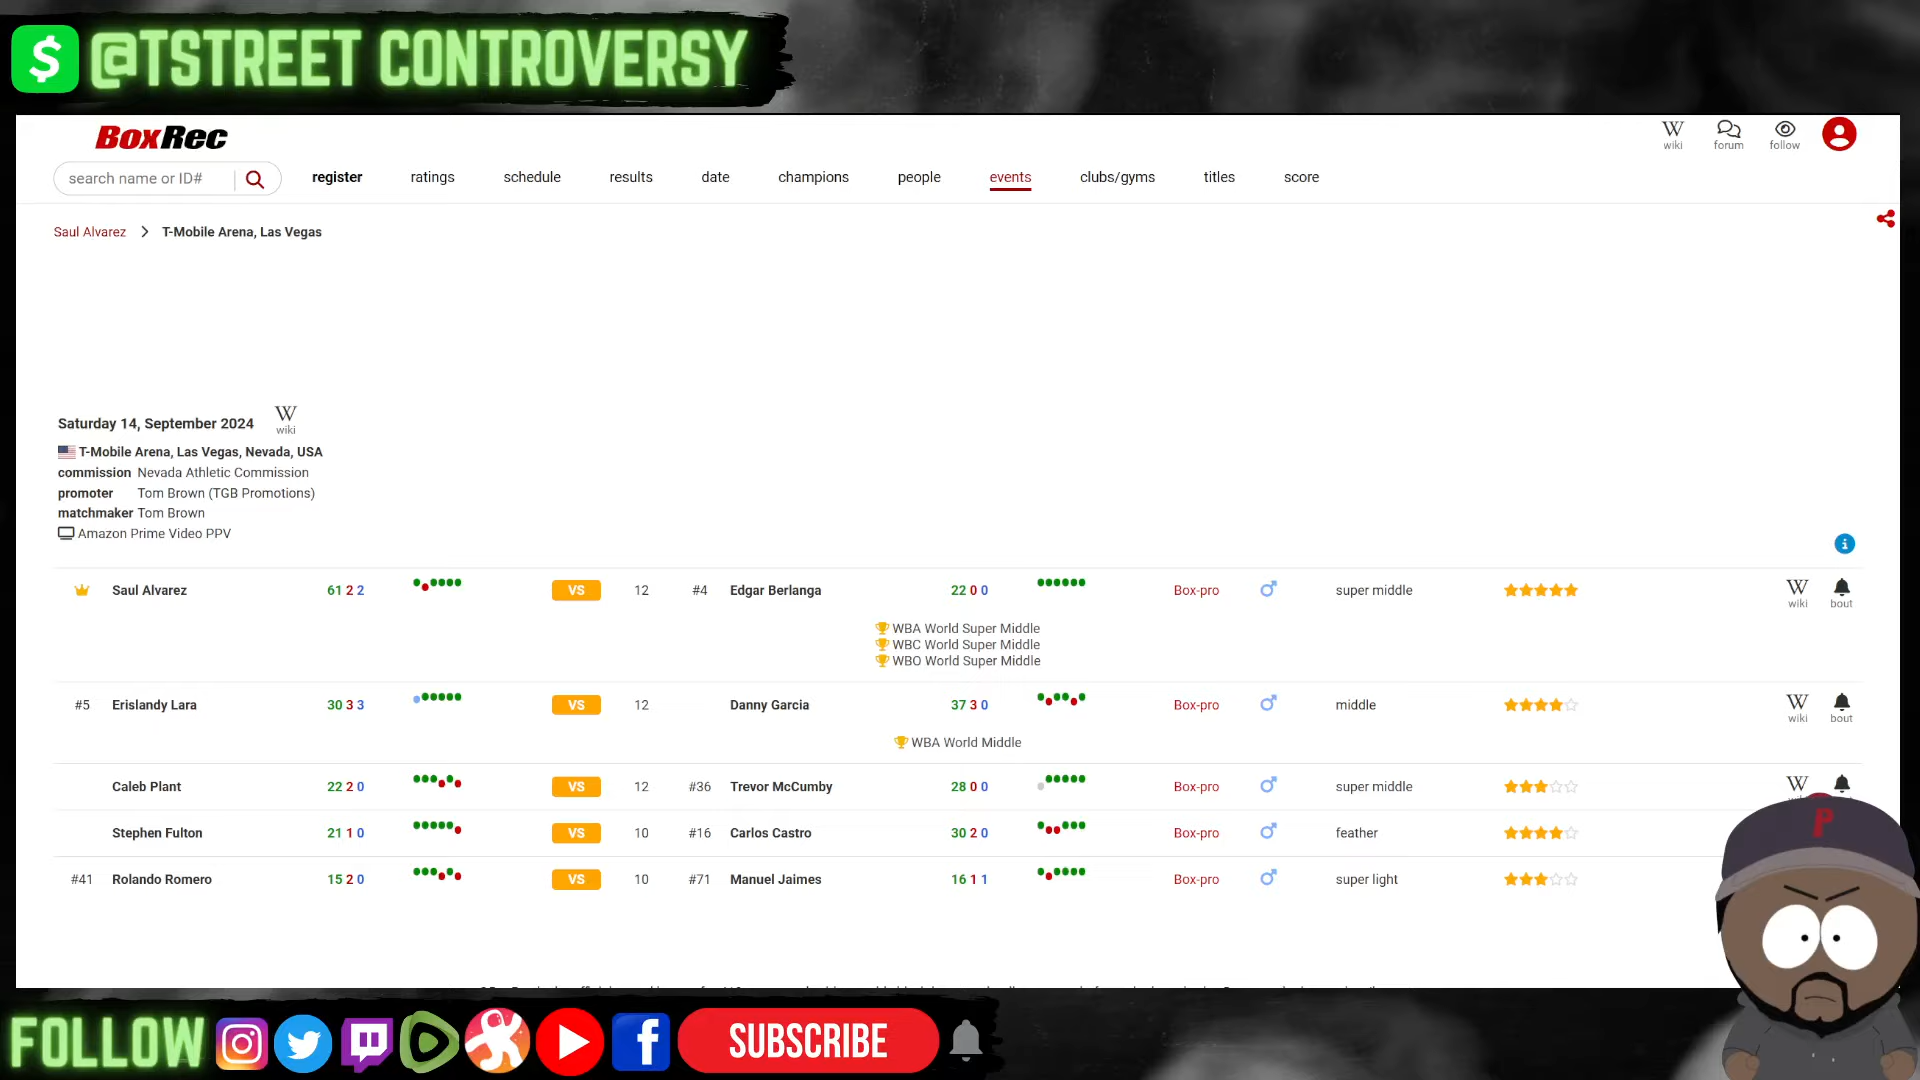 $ @TSTREET CONTROVERSY
BoxRec
W wiki forum follow
search name or ID# register ratings schedule results date champions people events clubs/gyms titles score
Saul Alvarez > T-Mobile Arena, Las Vegas
Saturday 14, September 2024 W wiki
T-Mobile Arena, Las Vegas, Nevada, USA
commission Nevada Athletic Commission
promoter Tom Brown (TGB Promotions)
matchmaker Tom Brown
Amazon Prime Video PPV
Saul Alvarez 61 2 2 VS 12 #4 Edgar Berlanga 22 0 0 Box-pro super middle W wiki bout
WBA World Super Middle
WBC World Super Middle
WBO World Super Middle
#5 Erislandy Lara 30 3 3 VS 12 Danny Garcia 37 3 0 Box-pro middle W wiki bout
WBA World Middle
Caleb Plant 22 2 0 VS 12 #36 Trevor McCumby 28 0 0 Box-pro super middle W
Stephen Fulton 21 1 0 VS 10 #16 Carlos Castro 30 2 0 Box-pro feather
#41 Rolando Romero 15 2 0 VS 10 #71 Manuel Jaimes 16 1 1 Box-pro super light
P
FOLLOW SUBSCRIBE